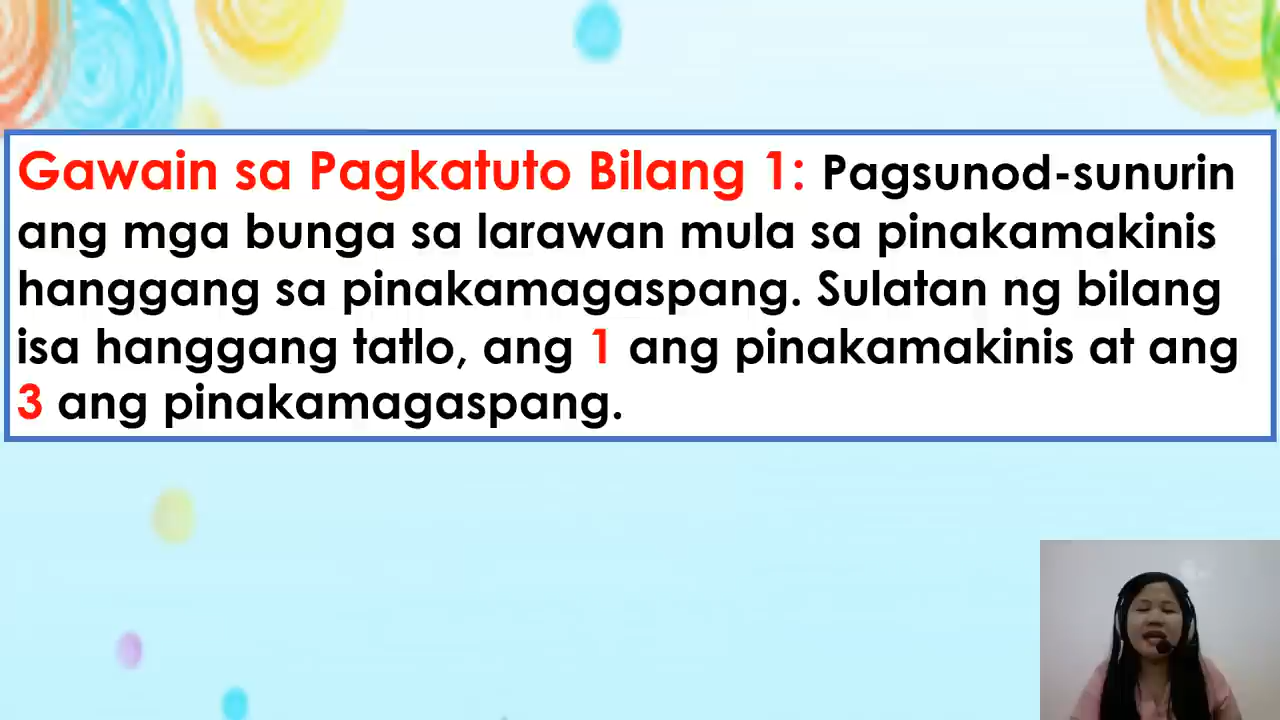 Gawain sa Pagkatuto Bilang 1: Pagsunod-sunurin
ang mga bunga sa larawan mula sa pinakamakinis
hanggang sa pinakamagaspang. Sulatan ng bilang
isa hanggang tatlo, ang 1 ang pinakamakinis at ang
3 ang pinakamagaspang.